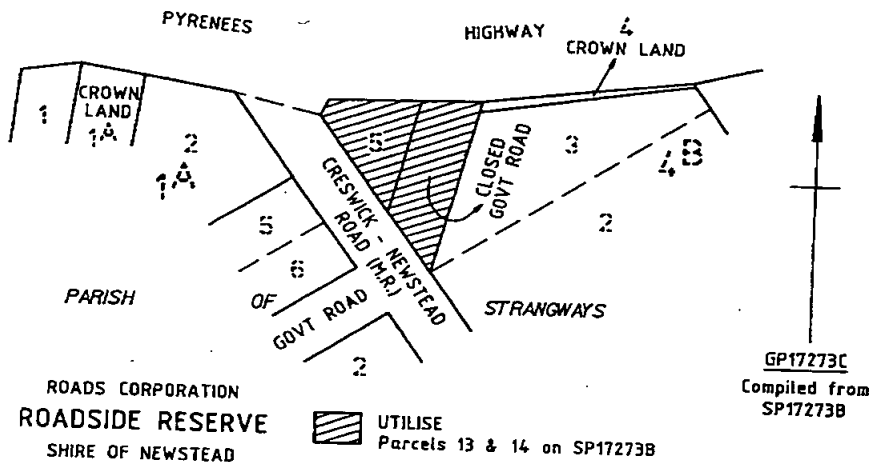 PYRENEES
HIGHWAY
4
CROWN LAND
1
CROWN
LAND
1A
2
1A
5
CLOSED
GOVT ROAD
3
4B
2
CRESWICK - NEWSTEAD
ROAD (M.R.)
5
6
PARISH
OF
STRANGWAYS
GOVT ROAD
2
GP17273C
Compiled from
SP17273B
ROADS CORPORATION
ROADSIDE RESERVE
SHIRE OF NEWSTEAD
UTILISE
Parcels 13 & 14 on SP17273B